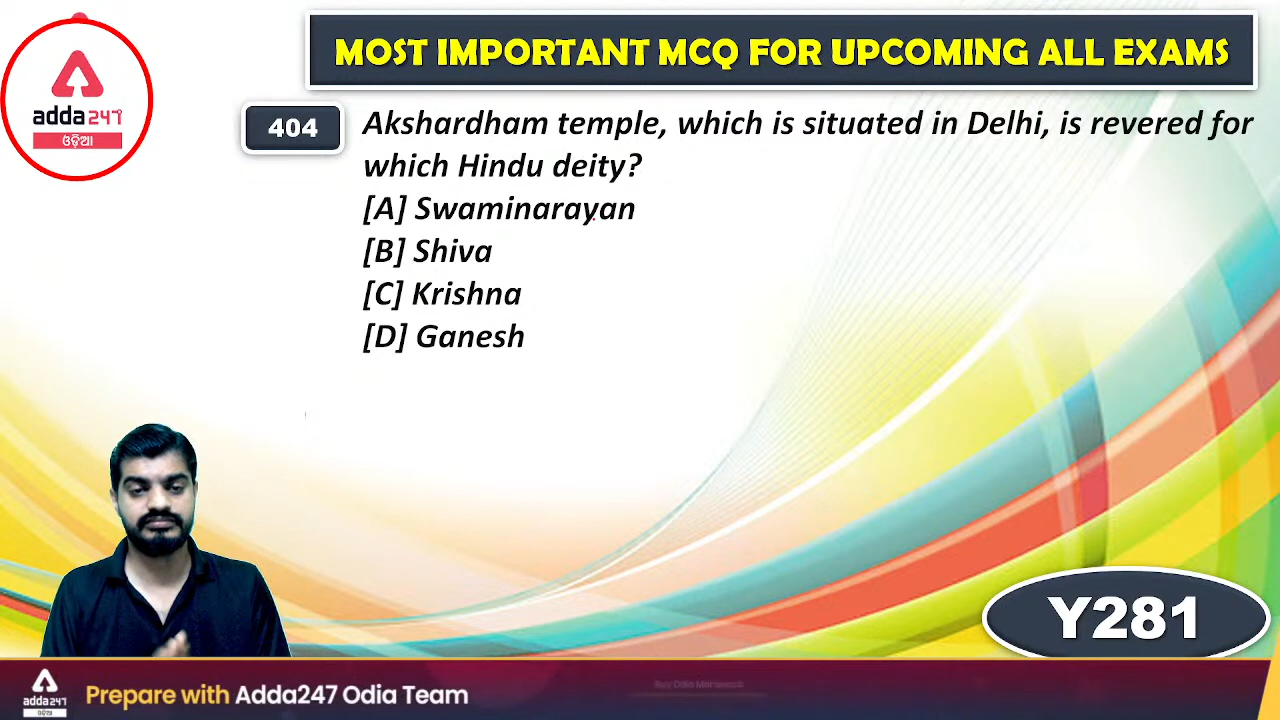 MOST IMPORTANT MCQ FOR UPCOMING ALL EXAMS
adda247
ଓଡ଼ିଆ
404
Akshardham temple, which is situated in Delhi, is revered for
which Hindu deity?
[A] Swaminarayan
[B] Shiva
[C] Krishna
[D] Ganesh
Y281
adda247
ଓଡ଼ିଆ
Prepare with Adda247 Odia Team